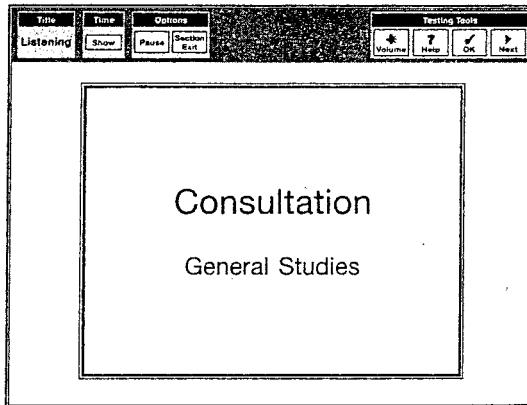 Title
Time
Options
Testing Tools
Listening
Show
Pause
Section
Exit
Volume
?
Help
OK
Next
Consultation
General Studies